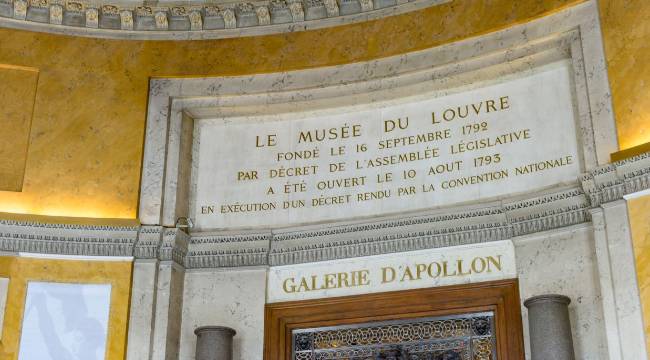 LE MUSÉE DU LOUVRE
FONDÉ LE 16 SEPTEMBRE 1792
PAR DÉCRET DE L'ASSEMBLÉE LÉGISLATIVE
A ÉTÉ OUVERT LE 10 AOUT 1793
EN EXÉCUTION D'UN DÉCRET RENDU PAR LA CONVENTION NATIONALE
GALERIE D'APOLLON